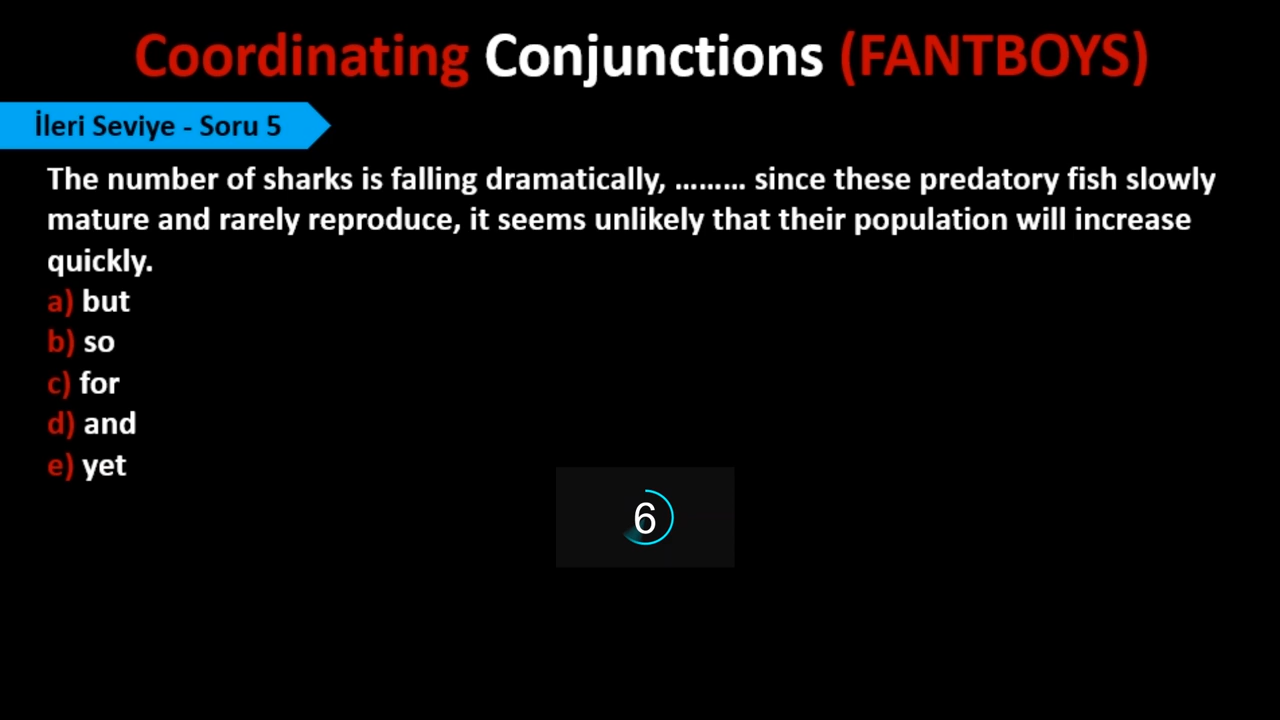 Coordinating Conjunctions (FANTBOYS)
İleri Seviye - Soru 5
The number of sharks is falling dramatically, ......... since these predatory fish slowly
mature and rarely reproduce, it seems unlikely that their population will increase
quickly.
a) but
b) so
c) for
d) and
e) yet
6